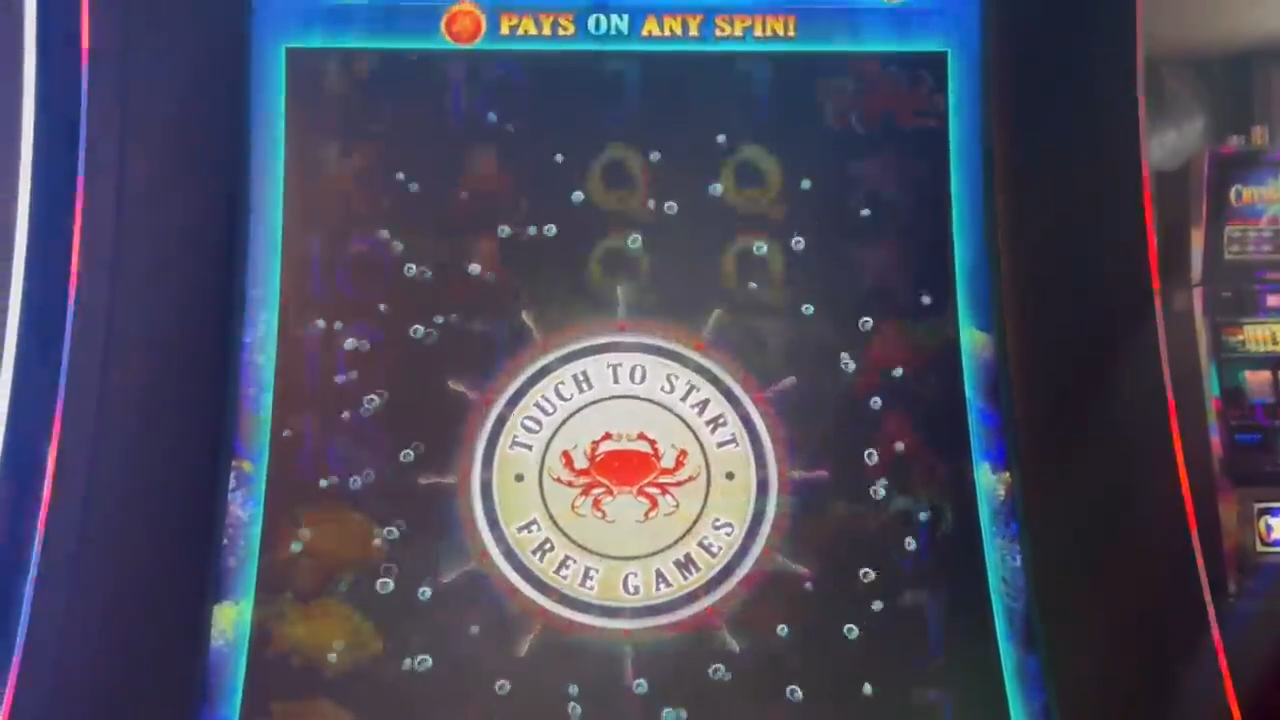 PAYS ON ANY SPIN!
Q Q
Q Q
TOUCH TO START
FREE GAMES